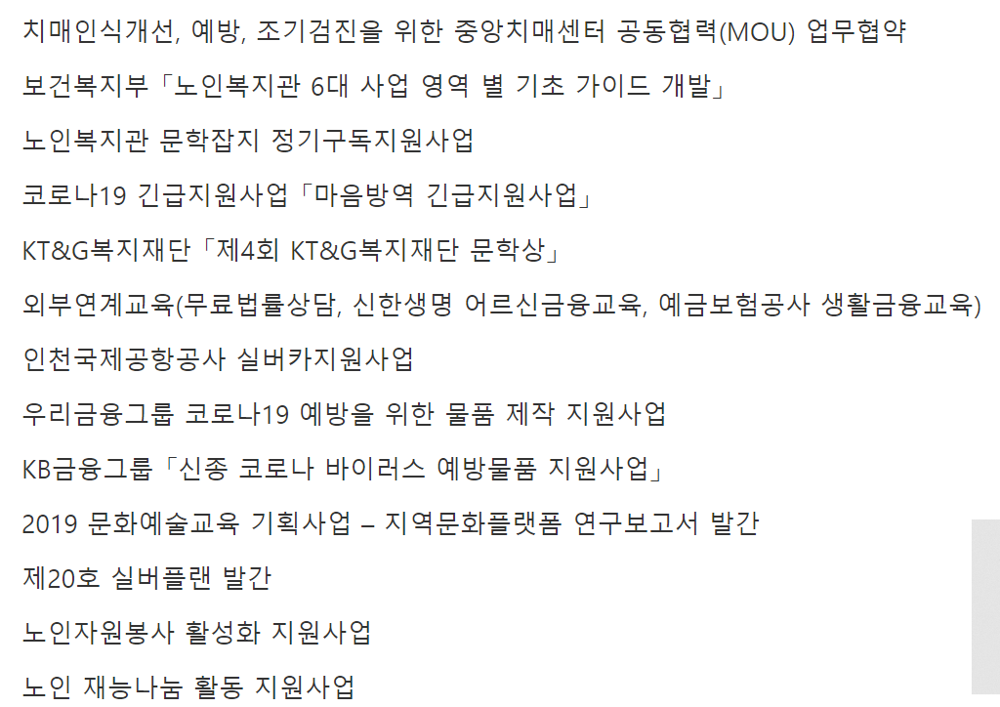 치매인식개선, 예방, 조기검진을 위한 중앙치매센터 공동협력(MOU) 업무협약
보건복지부「노인복지관 6대 사업 영역 별 기초 가이드 개발」
노인복지관 문학잡지 정기구독지원사업
코로나19 긴급지원사업「마음방역 긴급지원사업」
KT&G복지재단「제4회 KT&G복지재단 문학상」
외부연계교육(무료법률상담, 신한생명 어르신금융교육, 예금보험공사 생활금융교육)
인천국제공항공사 실버카지원사업
우리금융그룹 코로나19 예방을 위한 물품 제작 지원사업
KB금융그룹「신종 코로나 바이러스 예방물품 지원사업」
2019 문화예술교육 기획사업 – 지역문화플랫폼 연구보고서 발간
제20호 실버플랜 발간
노인자원봉사 활성화 지원사업
노인 재능나눔 활동 지원사업